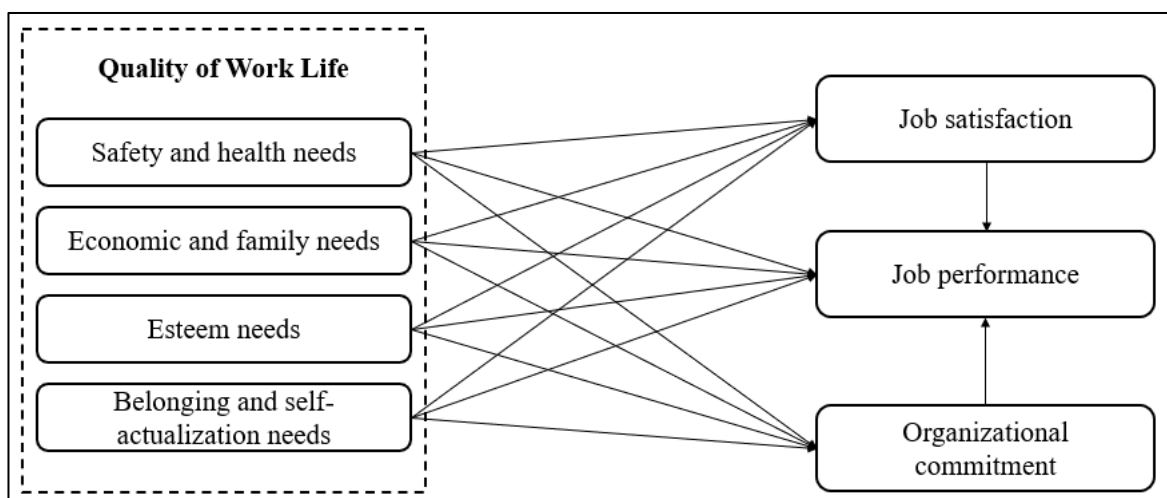 Quality of Work Life
Safety and health needs
Economic and family needs
Esteem needs
Belonging and self-
actualization needs
Job satisfaction
Job performance
Organizational
commitment